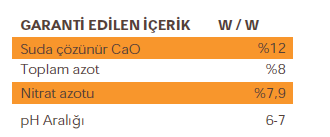 GARANTİ EDİLEN İÇERİK W / W
Suda çözünür CaO %12
Toplam azot %8
Nitrat azotu %7,9
pH Aralığı 6-7